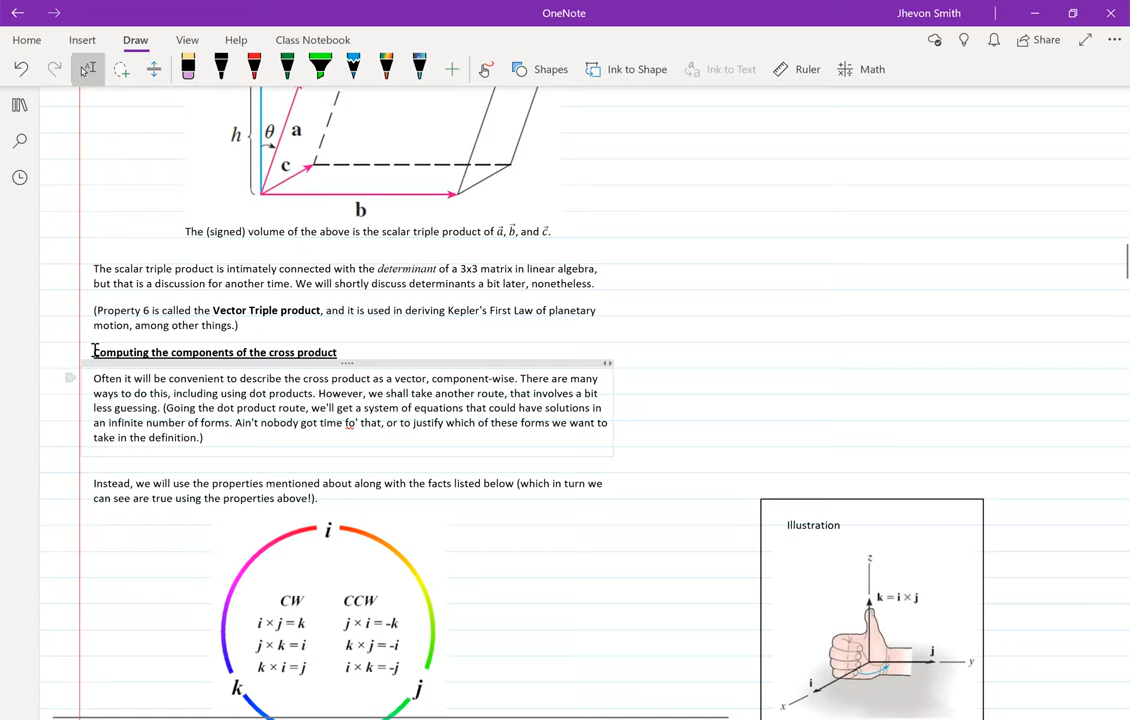 OneNote
Jhevon Smith
Home Insert Draw View Help Class Notebook
Share
Shapes Ink to Shape Ink to Text Ruler Math
h θ a
c
b
The (signed) volume of the above is the scalar triple product of a⃗, b⃗, and c⃗.
The scalar triple product is intimately connected with the determinant of a 3x3 matrix in linear algebra,
but that is a discussion for another time. We will shortly discuss determinants a bit later, nonetheless.
(Property 6 is called the Vector Triple product, and it is used in deriving Kepler's First Law of planetary
motion, among other things.)
Computing the components of the cross product
Often it will be convenient to describe the cross product as a vector, component-wise. There are many
ways to do this, including using dot products. However, we shall take another route, that involves a bit
less guessing. (Going the dot product route, we'll get a system of equations that could have solutions in
an infinite number of forms. Ain't nobody got time fo' that, or to justify which of these forms we want to
take in the definition.)
Instead, we will use the properties mentioned about along with the facts listed below (which in turn we
can see are true using the properties above!).
i
CW CCW
i × j = k j × i = -k
j × k = i k × j = -i
k × i = j i × k = -j
k j
Illustration
z
k = i × j
j
y
i
x